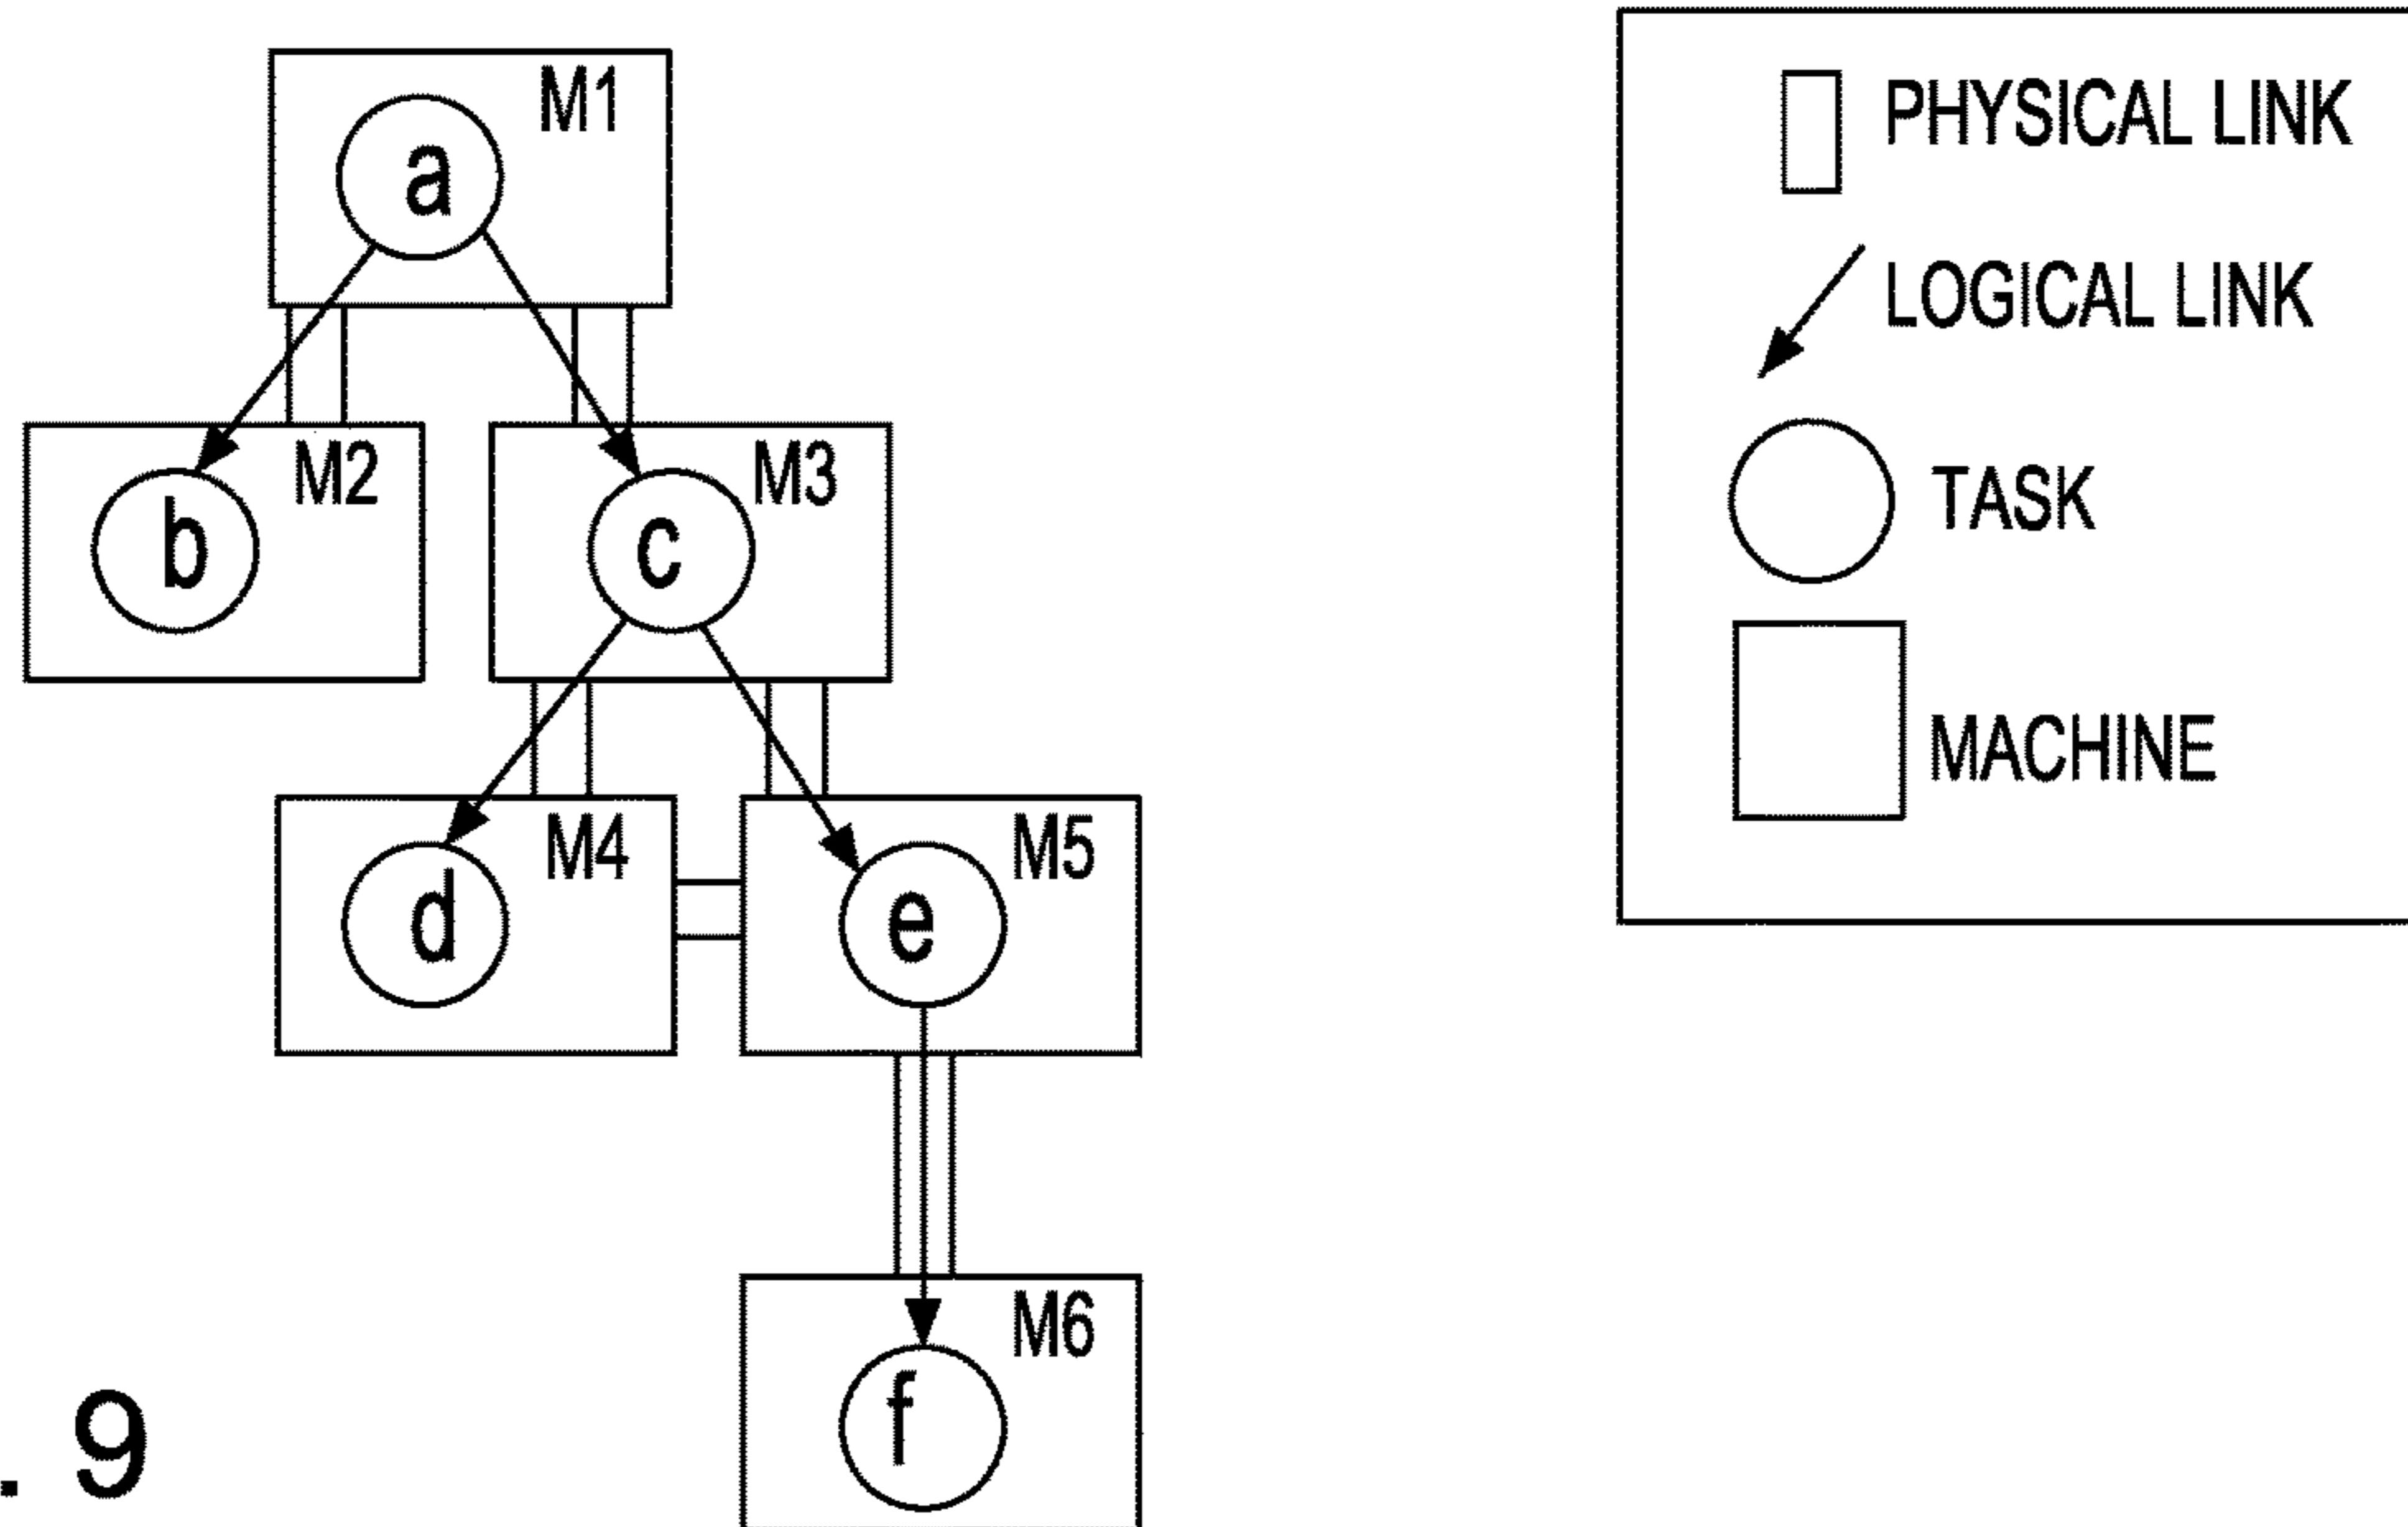 M1
a
M2
b
M3
c
M4
d
M5
e
M6
f
. 9
PHYSICAL LINK
LOGICAL LINK
TASK
MACHINE